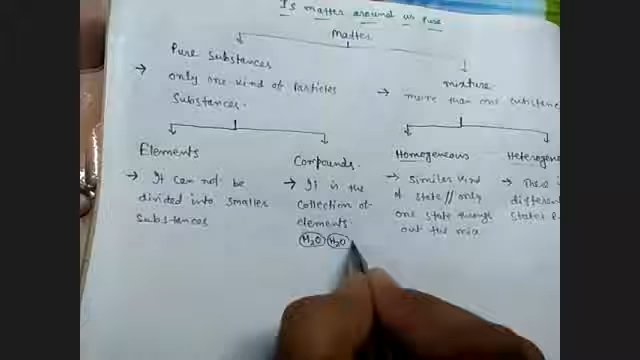 Is matter around us Pure
Matter
Pure Substances
→ only one kind of Particles
Substances.
mixture
→ more than one substance
Elements
→ It can not be
divided into smaller
Substances
Compounds.
→ It is the
Collection of
elements.
H₂O H₂O
Homogeneous
→ Similar kind
of state // only
one state through
out the mix
Heterogene
→ There
different
states